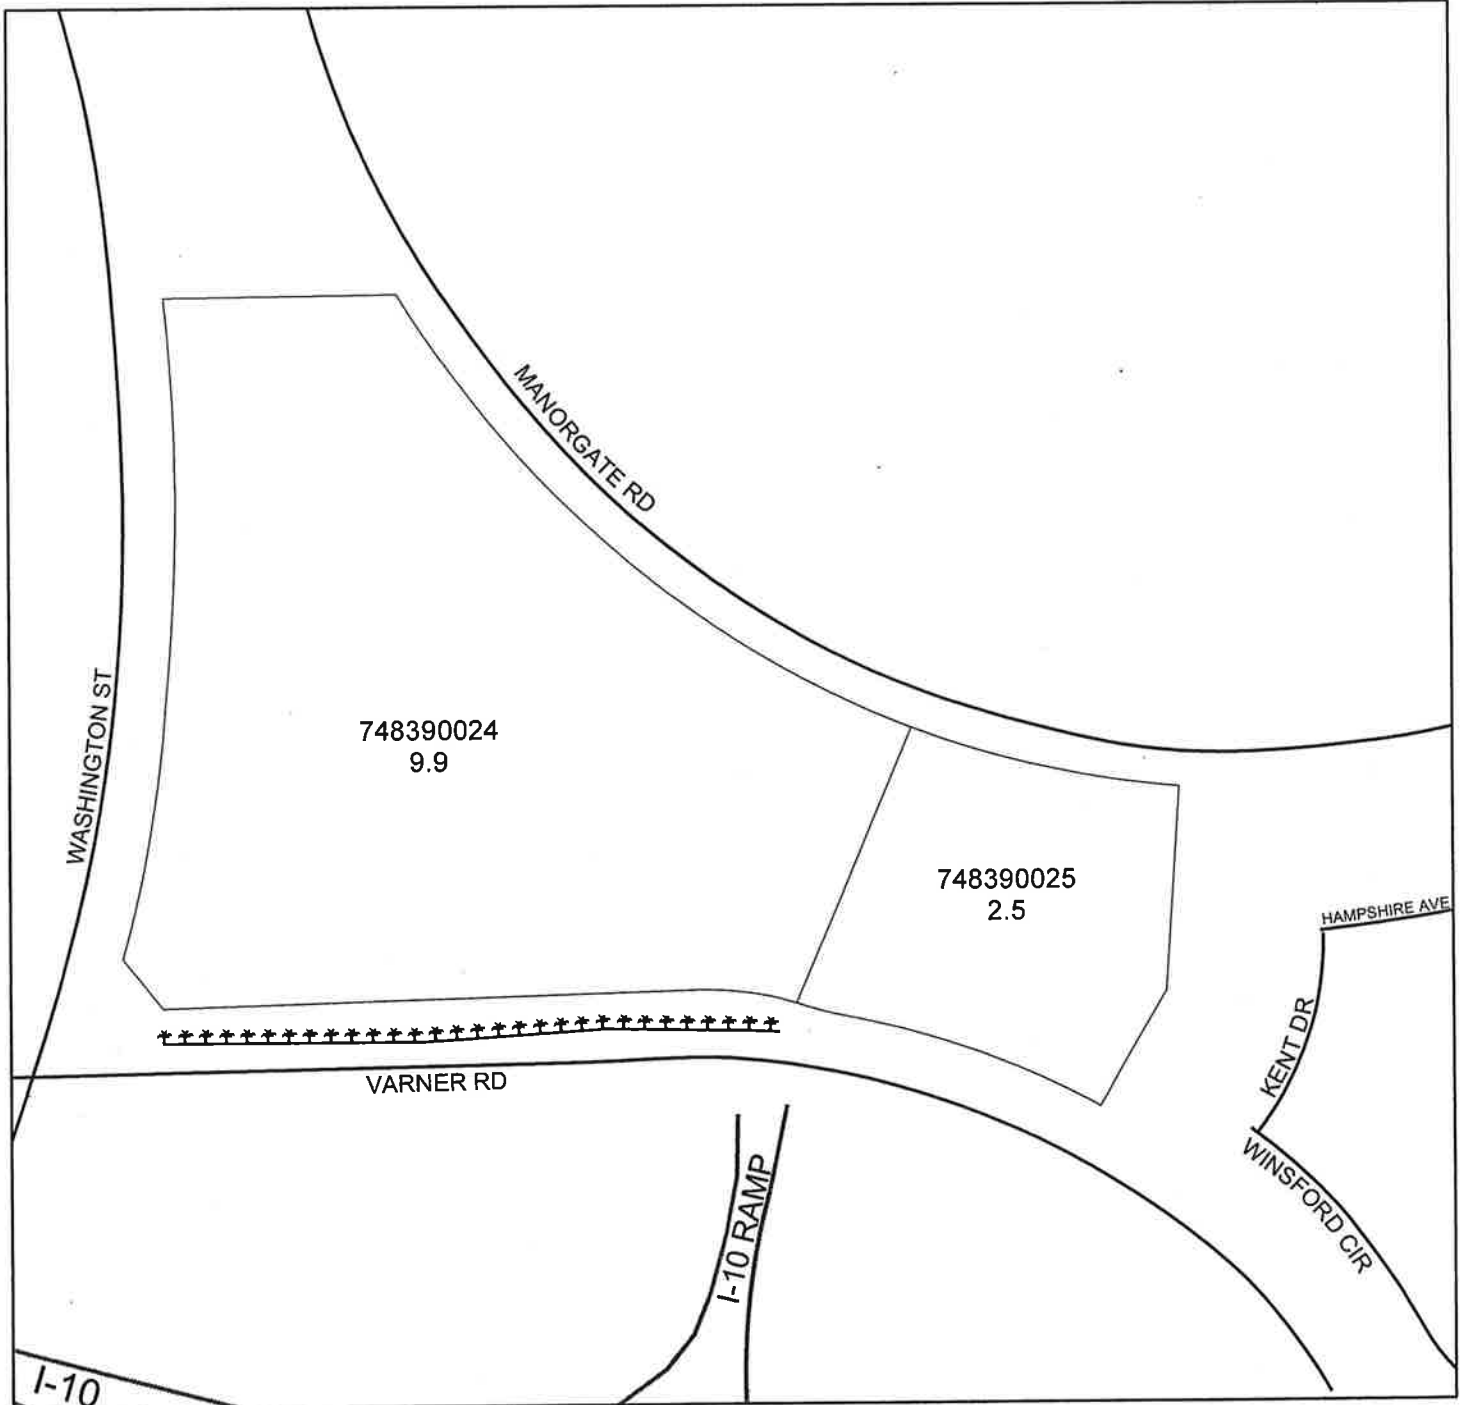 MANORGATE RD
WASHINGTON ST
748390024
9.9
748390025
2.5
HAMPSHIRE AVE
KENT DR
VARNER RD
WINSFORD CIR
I-10 RAMP
I-10